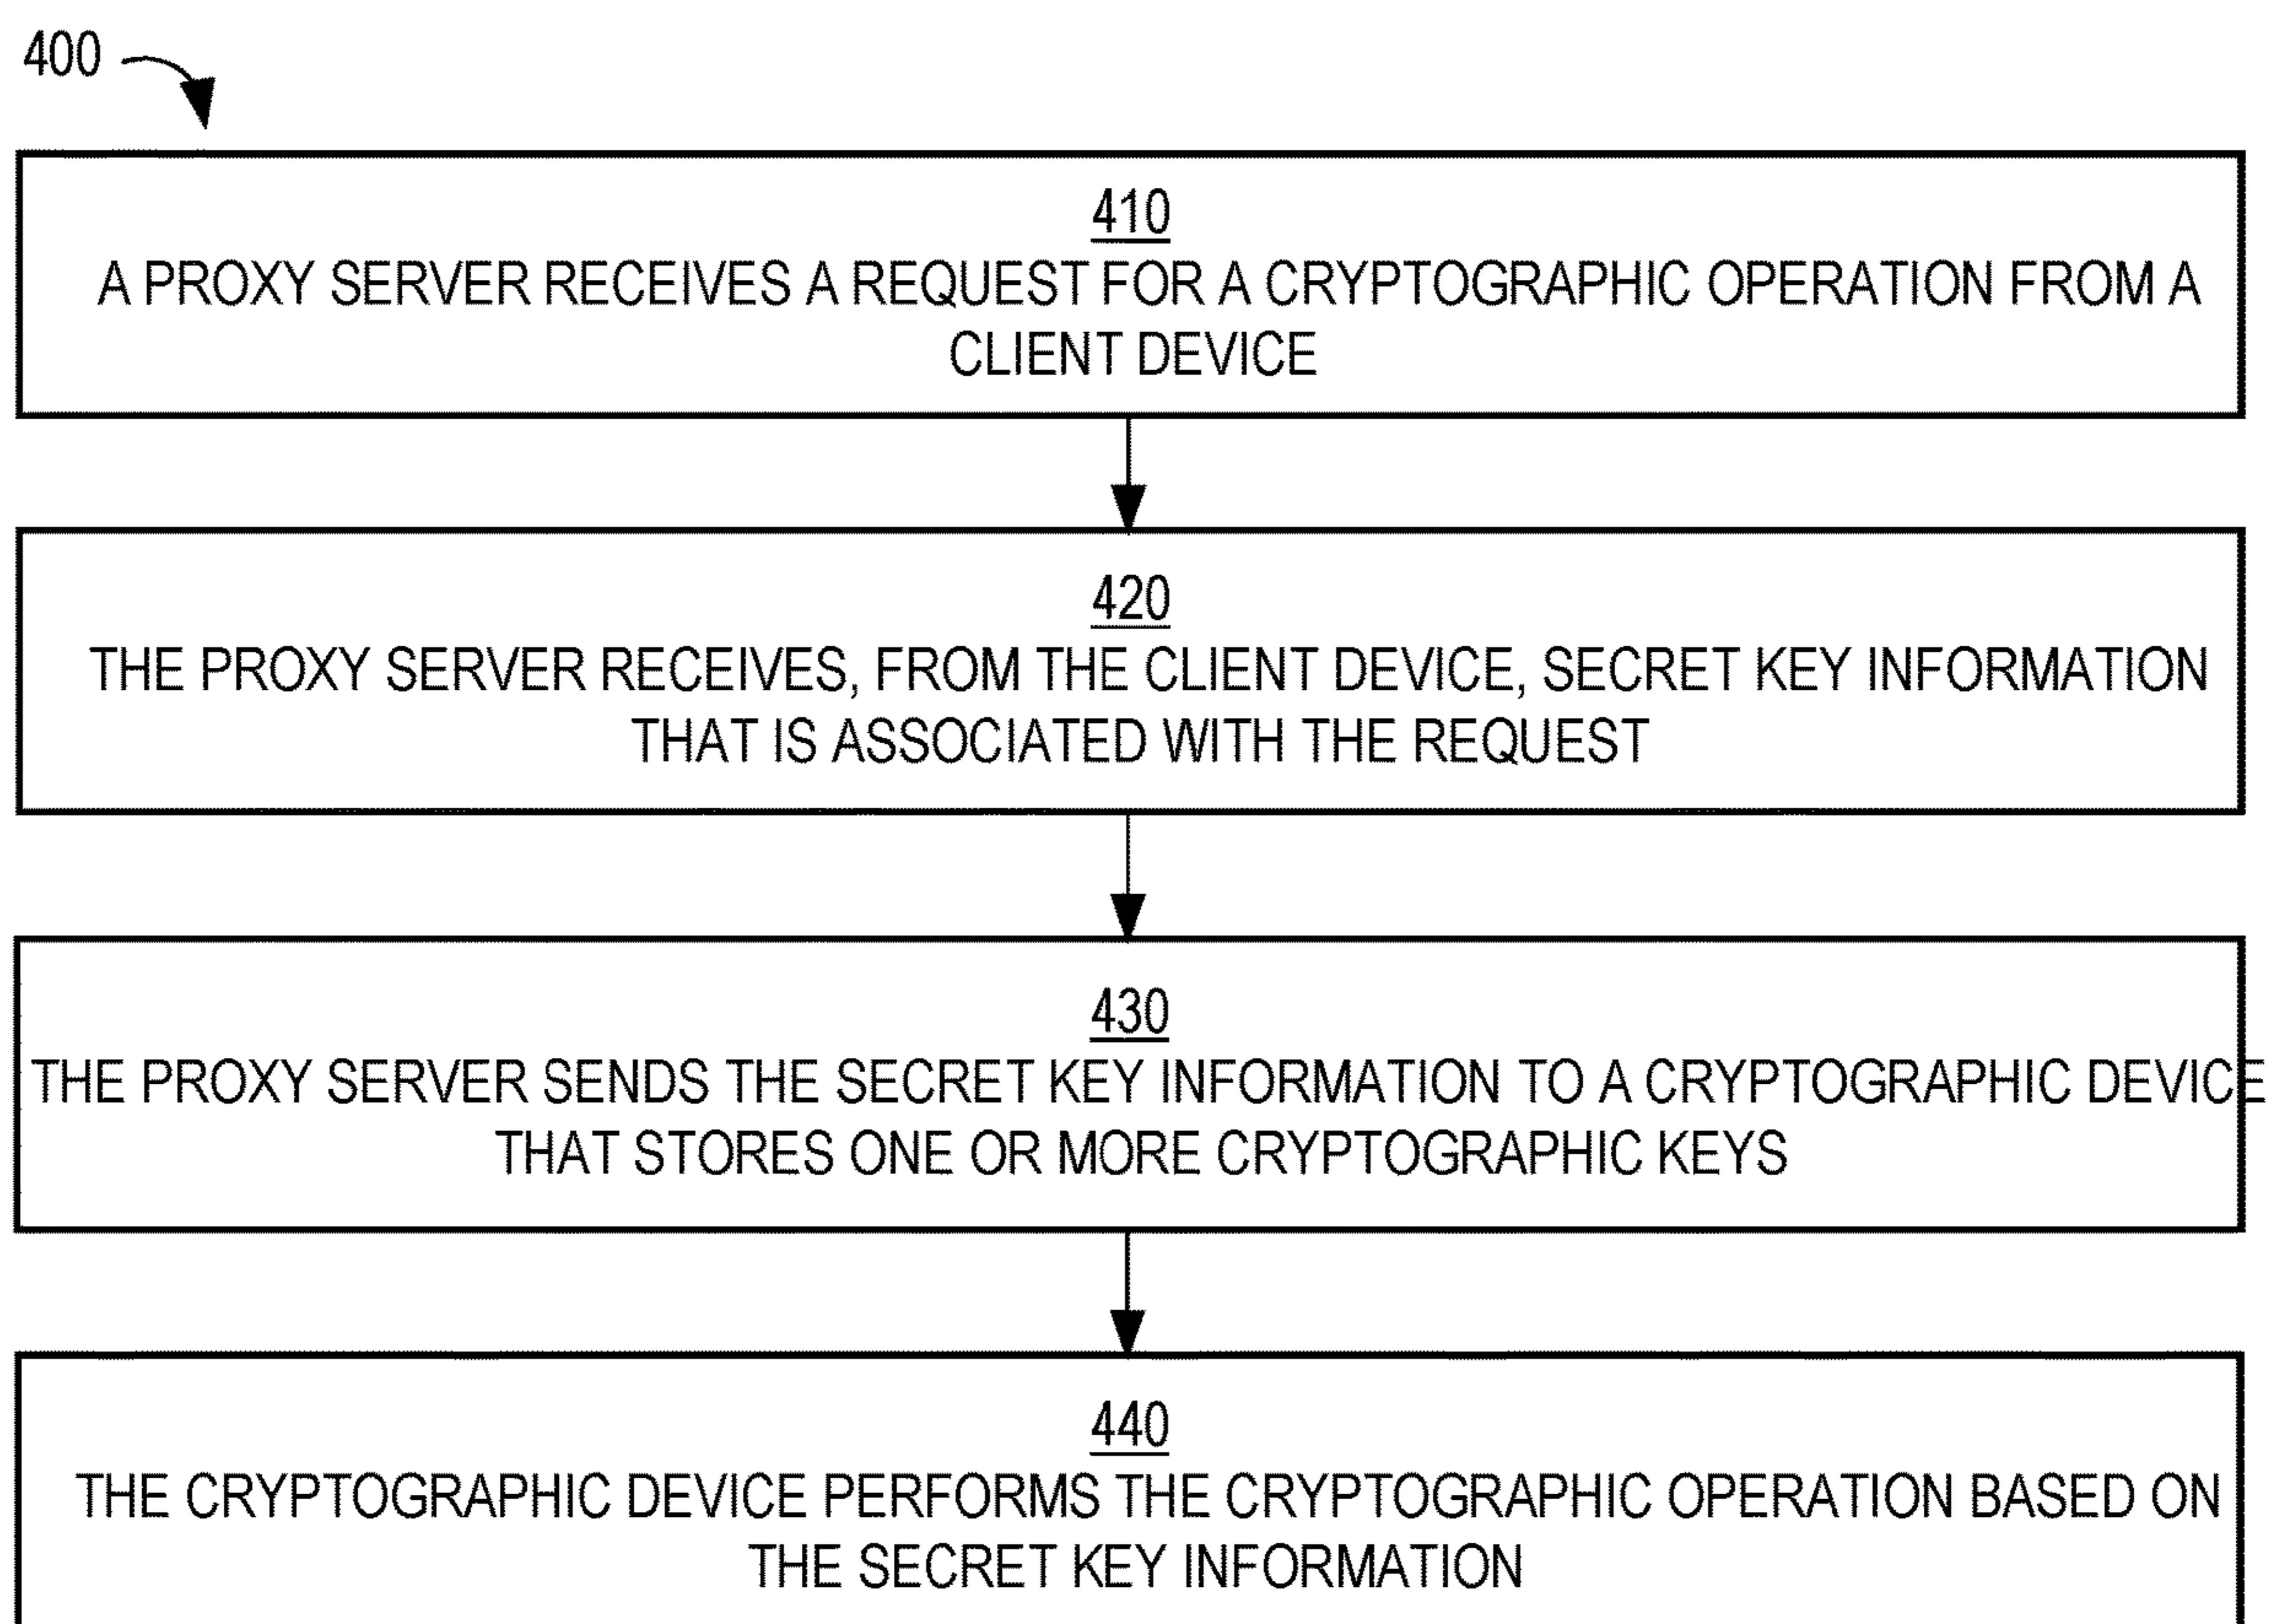 400
410
A PROXY SERVER RECEIVES A REQUEST FOR A CRYPTOGRAPHIC OPERATION FROM A
CLIENT DEVICE
420
THE PROXY SERVER RECEIVES, FROM THE CLIENT DEVICE, SECRET KEY INFORMATION
THAT IS ASSOCIATED WITH THE REQUEST
430
THE PROXY SERVER SENDS THE SECRET KEY INFORMATION TO A CRYPTOGRAPHIC DEVICE
THAT STORES ONE OR MORE CRYPTOGRAPHIC KEYS
440
THE CRYPTOGRAPHIC DEVICE PERFORMS THE CRYPTOGRAPHIC OPERATION BASED ON
THE SECRET KEY INFORMATION